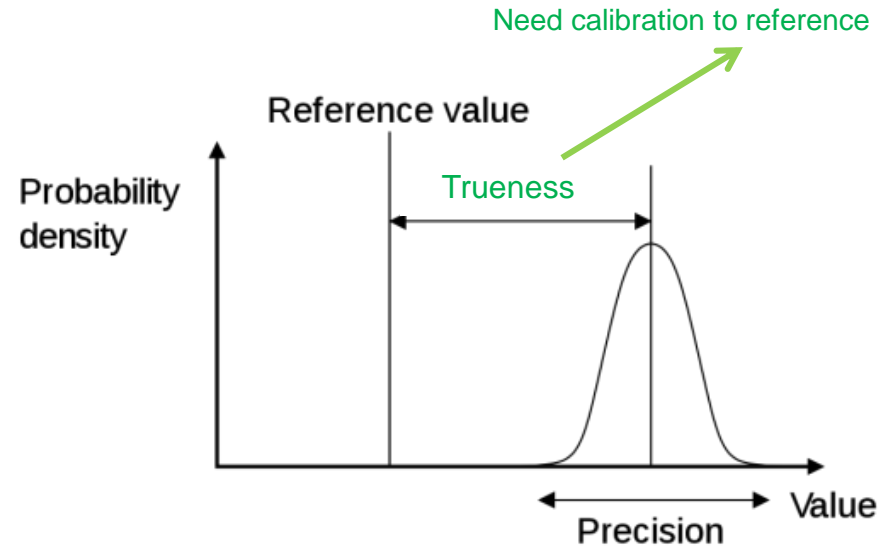 Need calibration to reference
Reference value
Probability
density
Trueness
Value
Precision